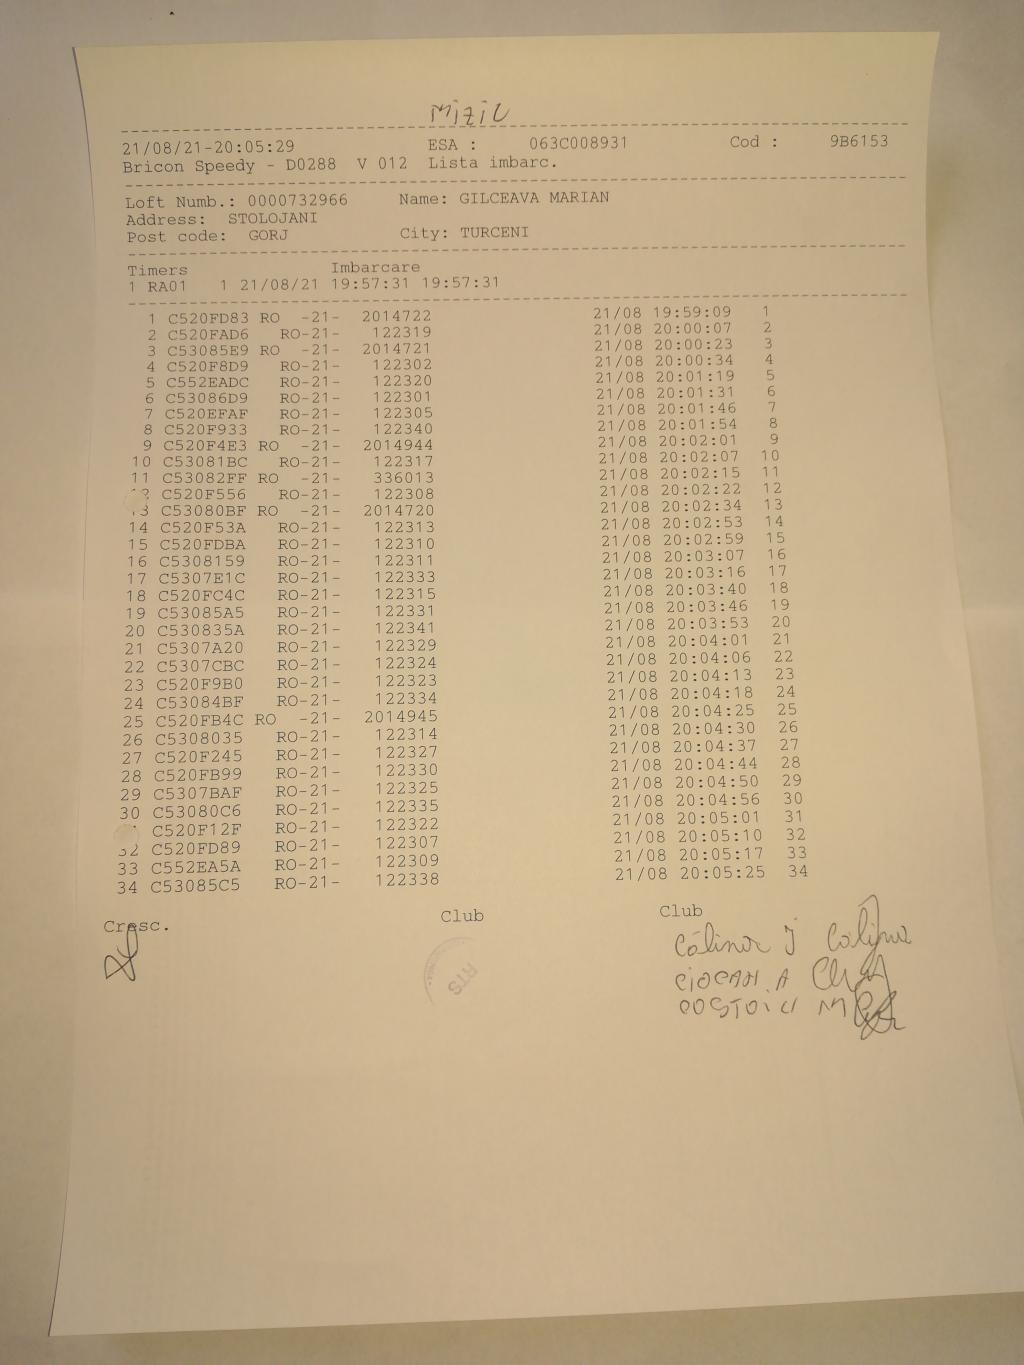 Mizil
21/08/21-20:05:29 ESA : 063C008931 Cod : 9B6153
Bricon Speedy - D0288 V 012 Lista imbarc.
Loft Numb.: 0000732966 Name: GILCEAVA MARIAN
Address: STOLOJANI
Post code: GORJ City: TURCENI
Timers Imbarcare
1 RA01 1 21/08/21 19:57:31 19:57:31
1 C520FD83 RO -21- 2014722 21/08 19:59:09 1
2 C520FAD6 RO-21- 122319 21/08 20:00:07 2
3 C53085E9 RO -21- 2014721 21/08 20:00:23 3
4 C520F8D9 RO-21- 122302 21/08 20:00:34 4
5 C552EADC RO-21- 122320 21/08 20:01:19 5
6 C53086D9 RO-21- 122301 21/08 20:01:31 6
7 C520EFAF RO-21- 122305 21/08 20:01:46 7
8 C520F933 RO-21- 122340 21/08 20:01:54 8
9 C520F4E3 RO -21- 2014944 21/08 20:02:01 9
10 C53081BC RO-21- 122317 21/08 20:02:07 10
11 C53082FF RO -21- 336013 21/08 20:02:15 11
C520F556 RO-21- 122308 21/08 20:02:22 12
13 C53080BF RO -21- 2014720 21/08 20:02:34 13
14 C520F53A RO-21- 122313 21/08 20:02:53 14
15 C520FDBA RO-21- 122310 21/08 20:02:59 15
16 C5308159 RO-21- 122311 21/08 20:03:07 16
17 C5307E1C RO-21- 122333 21/08 20:03:16 17
18 C520FC4C RO-21- 122315 21/08 20:03:40 18
19 C53085A5 RO-21- 122331 21/08 20:03:46 19
20 C530835A RO-21- 122341 21/08 20:03:53 20
21 C5307A20 RO-21- 122329 21/08 20:04:01 21
22 C5307CBC RO-21- 122324 21/08 20:04:06 22
23 C520F9B0 RO-21- 122323 21/08 20:04:13 23
24 C53084BF RO-21- 122334 21/08 20:04:18 24
25 C520FB4C RO -21- 2014945 21/08 20:04:25 25
26 C5308035 RO-21- 122314 21/08 20:04:30 26
27 C520F245 RO-21- 122327 21/08 20:04:37 27
28 C520FB99 RO-21- 122330 21/08 20:04:44 28
29 C5307BAF RO-21- 122325 21/08 20:04:50 29
30 C53080C6 RO-21- 122335 21/08 20:04:56 30
C520F12F RO-21- 122322 21/08 20:05:01 31
32 C520FD89 RO-21- 122307 21/08 20:05:10 32
33 C552EA5A RO-21- 122309 21/08 20:05:17 33
34 C53085C5 RO-21- 122338 21/08 20:05:25 34
Cresc. Club Club
RTS